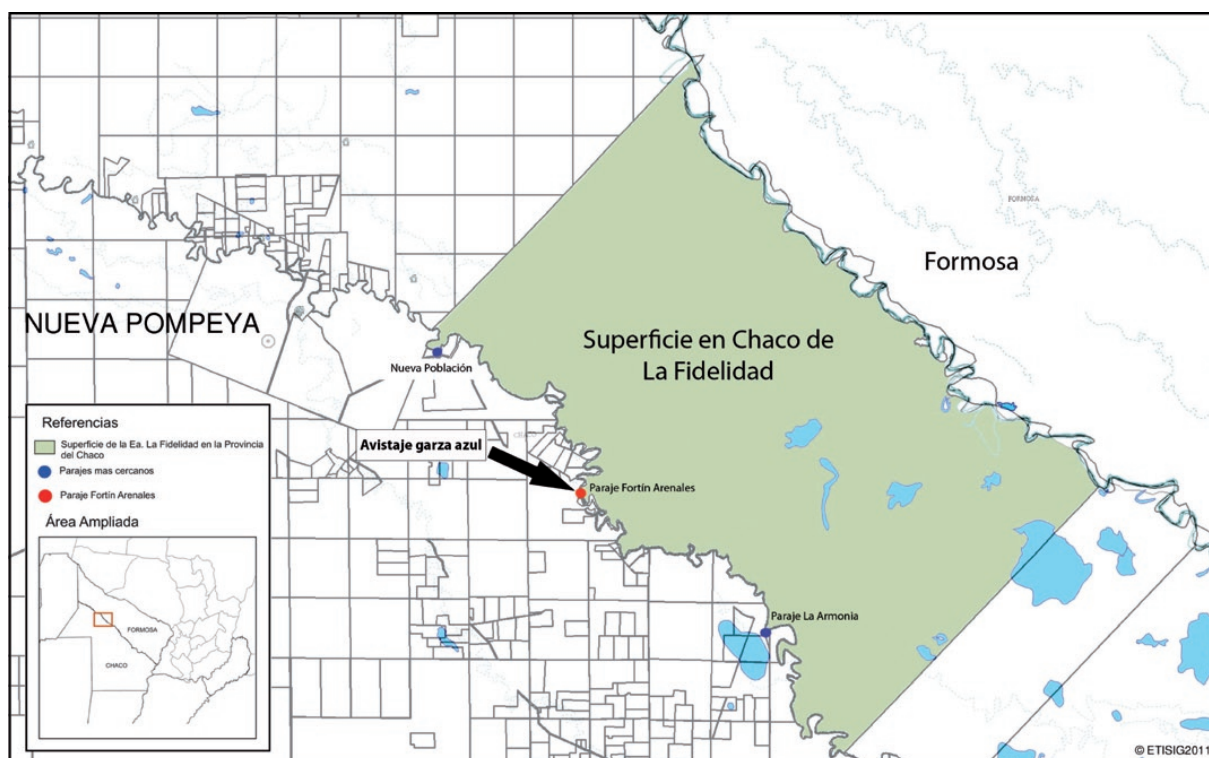 FORMOSA
Formosa
Superficie en Chaco de
La Fidelidad
NUEVA POMPEYA
Nueva Población
CHACO
Avistaje garza azul
Paraje Fortín Arenales
Paraje La Armonia
Referencias
Superficie de la Ea. La Fidelidad en la Provincia
del Chaco
Parajes mas cercanos
Paraje Fortín Arenales
Área Ampliada
FORMOSA
CHACO
© ETISIG2011